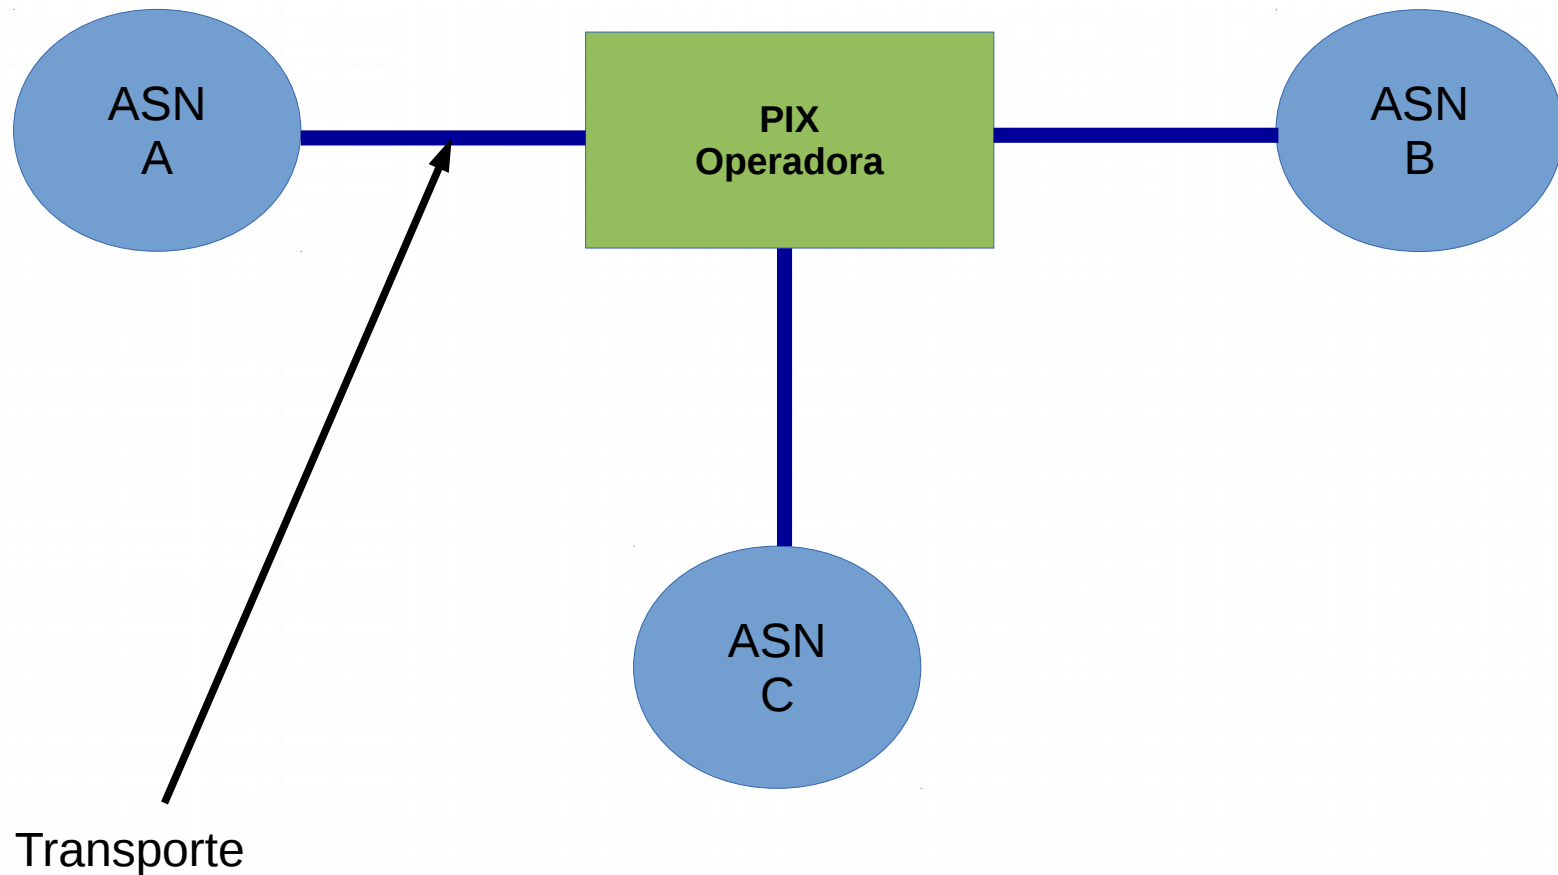 ASN
A
PIX
Operadora
ASN
B
ASN
C
Transporte